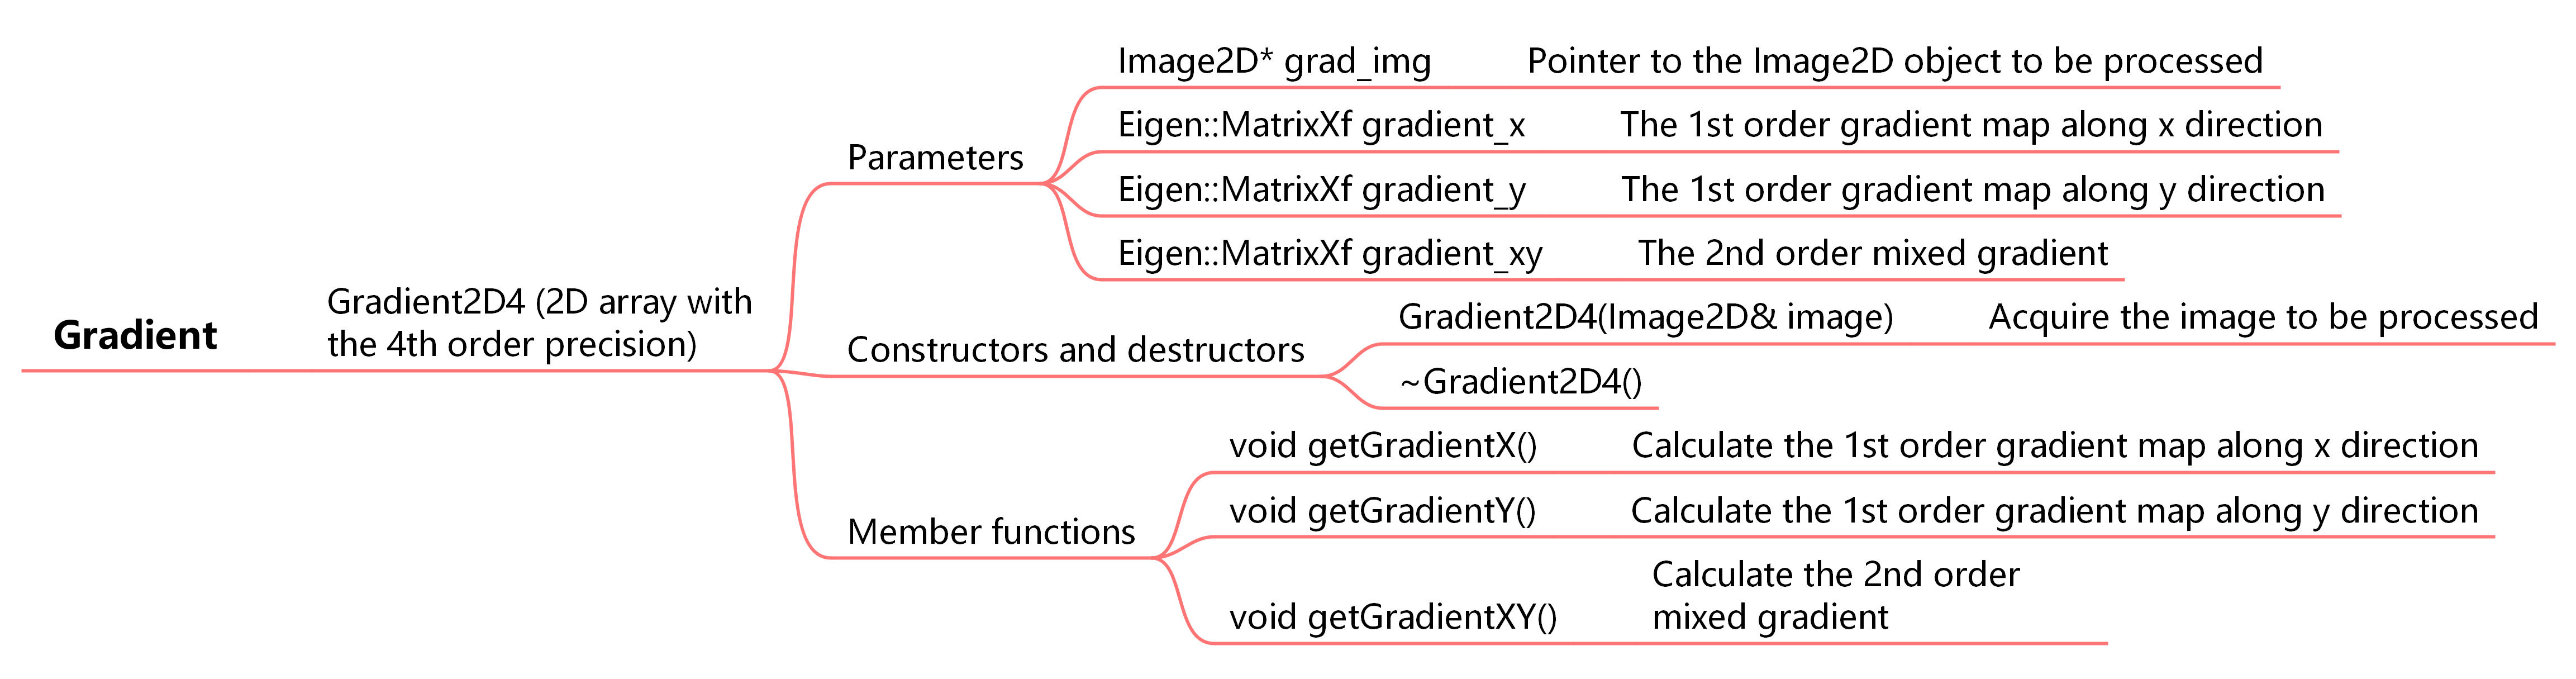 Gradient
Gradient2D4 (2D array with
the 4th order precision)
Parameters
Image2D* grad_img Pointer to the Image2D object to be processed
Eigen::MatrixXf gradient_x The 1st order gradient map along x direction
Eigen::MatrixXf gradient_y The 1st order gradient map along y direction
Eigen::MatrixXf gradient_xy The 2nd order mixed gradient
Constructors and destructors
Gradient2D4(Image2D& image) Acquire the image to be processed
~Gradient2D4()
Member functions
void getGradientX() Calculate the 1st order gradient map along x direction
void getGradientY() Calculate the 1st order gradient map along y direction
void getGradientXY() Calculate the 2nd order
mixed gradient